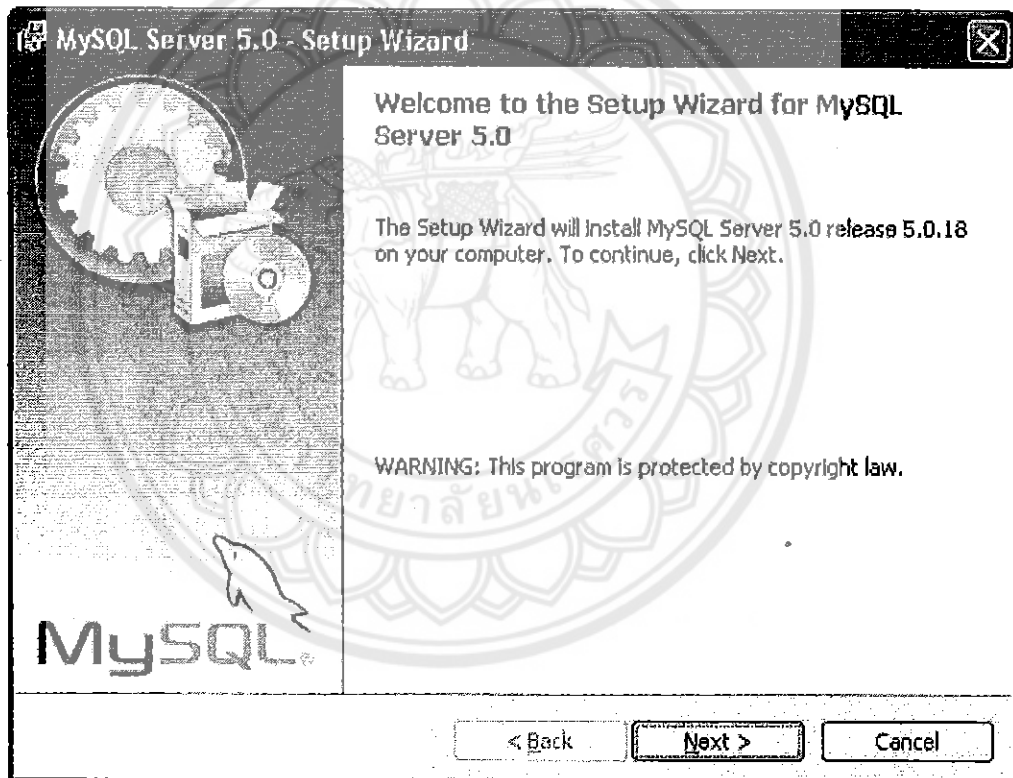 MySQL Server 5.0 - Setup Wizard
Welcome to the Setup Wizard for MySQL
Server 5.0
The Setup Wizard will install MySQL Server 5.0 release 5.0.18
on your computer. To continue, click Next.
WARNING: This program is protected by copyright law.
MySQL®
< Back
Next >
Cancel